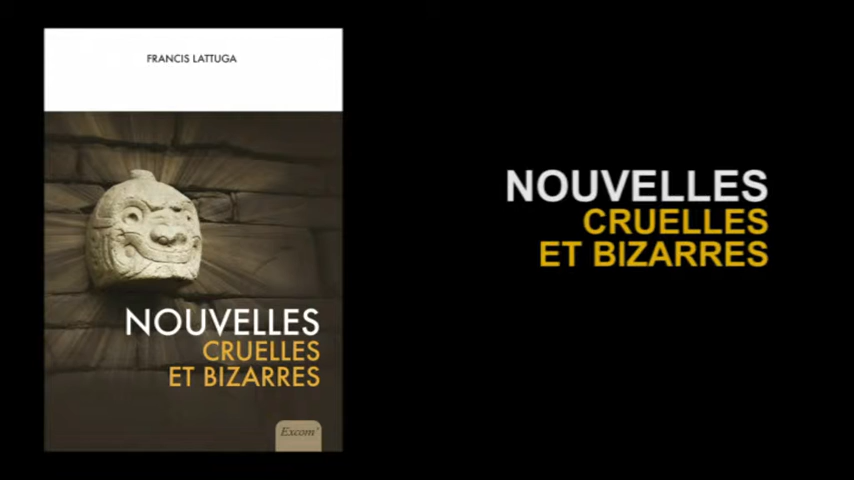 FRANCIS LATTUGA
NOUVELLES
CRUELLES
ET BIZARRES
Excom'
NOUVELLES
CRUELLES
ET BIZARRES